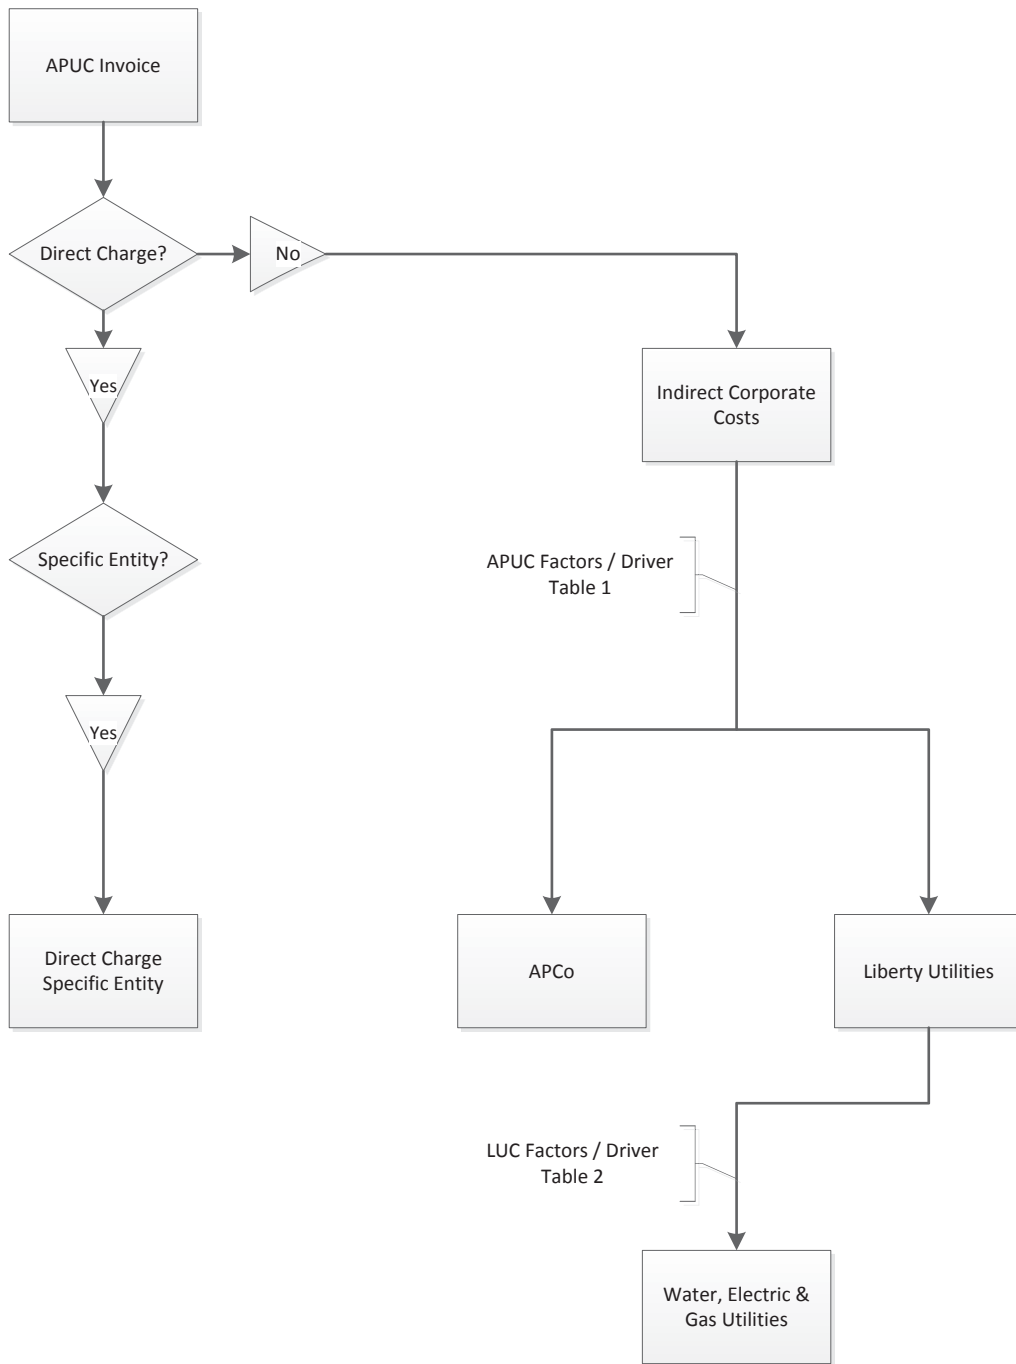 APUC Invoice
Direct Charge?
No
Yes
Indirect Corporate
Costs
Specific Entity?
APUC Factors / Driver
Table 1
Yes
Direct Charge
Specific Entity
APCo
Liberty Utilities
LUC Factors / Driver
Table 2
Water, Electric &
Gas Utilities